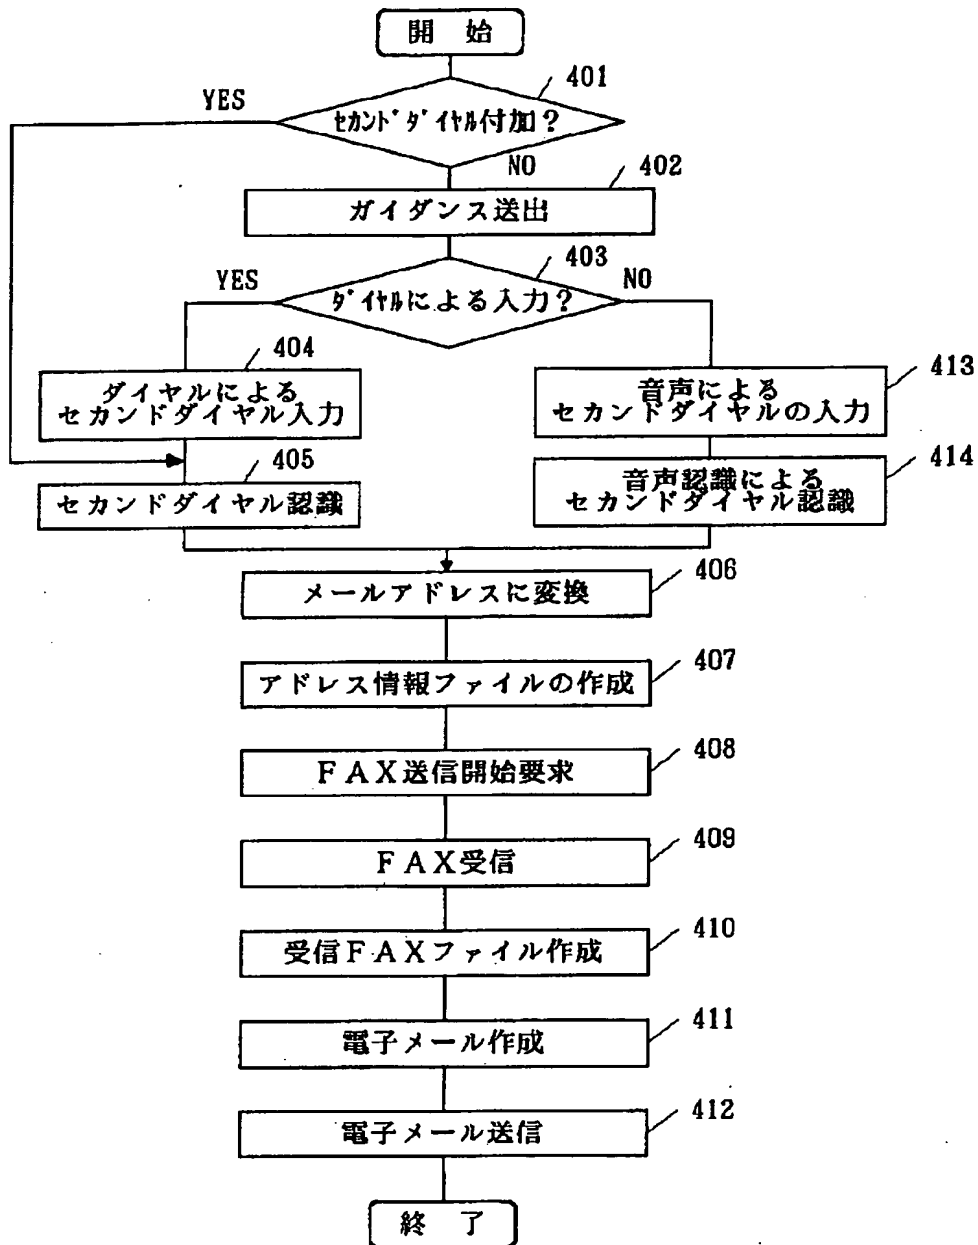 開 始
401
YES
セカンドダイヤル付加?
NO
402
ガイダンス送出
403
YES
NO
ダイヤルによる入力?
404
ダイヤルによる
セカンドダイヤル入力
413
音声による
セカンドダイヤルの入力
405
セカンドダイヤル認識
414
音声認識による
セカンドダイヤル認識
406
メールアドレスに変換
407
アドレス情報ファイルの作成
408
FAX送信開始要求
409
FAX受信
410
受信FAXファイル作成
411
電子メール作成
412
電子メール送信
終 了